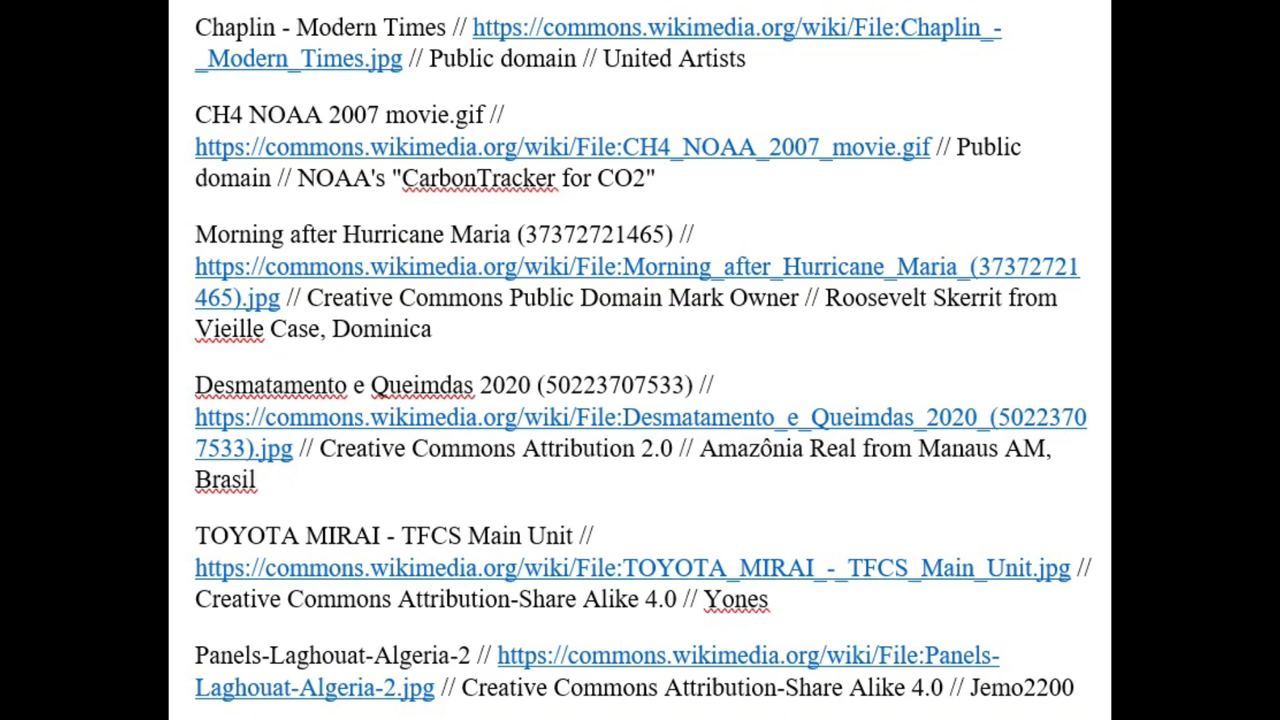 Chaplin - Modern Times // https://commons.wikimedia.org/wiki/File:Chaplin_-
_Modern_Times.jpg // Public domain // United Artists
CH4 NOAA 2007 movie.gif //
https://commons.wikimedia.org/wiki/File:CH4_NOAA_2007_movie.gif // Public
domain // NOAA's "CarbonTracker for CO2"
Morning after Hurricane Maria (37372721465) //
https://commons.wikimedia.org/wiki/File:Morning_after_Hurricane_Maria_(37372721
465).jpg // Creative Commons Public Domain Mark Owner // Roosevelt Skerrit from
Vieille Case, Dominica
Desmatamento e Queimdas 2020 (50223707533) //
https://commons.wikimedia.org/wiki/File:Desmatamento_e_Queimdas_2020_(5022370
7533).jpg // Creative Commons Attribution 2.0 // Amazônia Real from Manaus AM,
Brasil
TOYOTA MIRAI - TFCS Main Unit //
https://commons.wikimedia.org/wiki/File:TOYOTA_MIRAI_-_TFCS_Main_Unit.jpg //
Creative Commons Attribution-Share Alike 4.0 // Yones
Panels-Laghouat-Algeria-2 // https://commons.wikimedia.org/wiki/File:Panels-
Laghouat-Algeria-2.jpg // Creative Commons Attribution-Share Alike 4.0 // Jemo2200